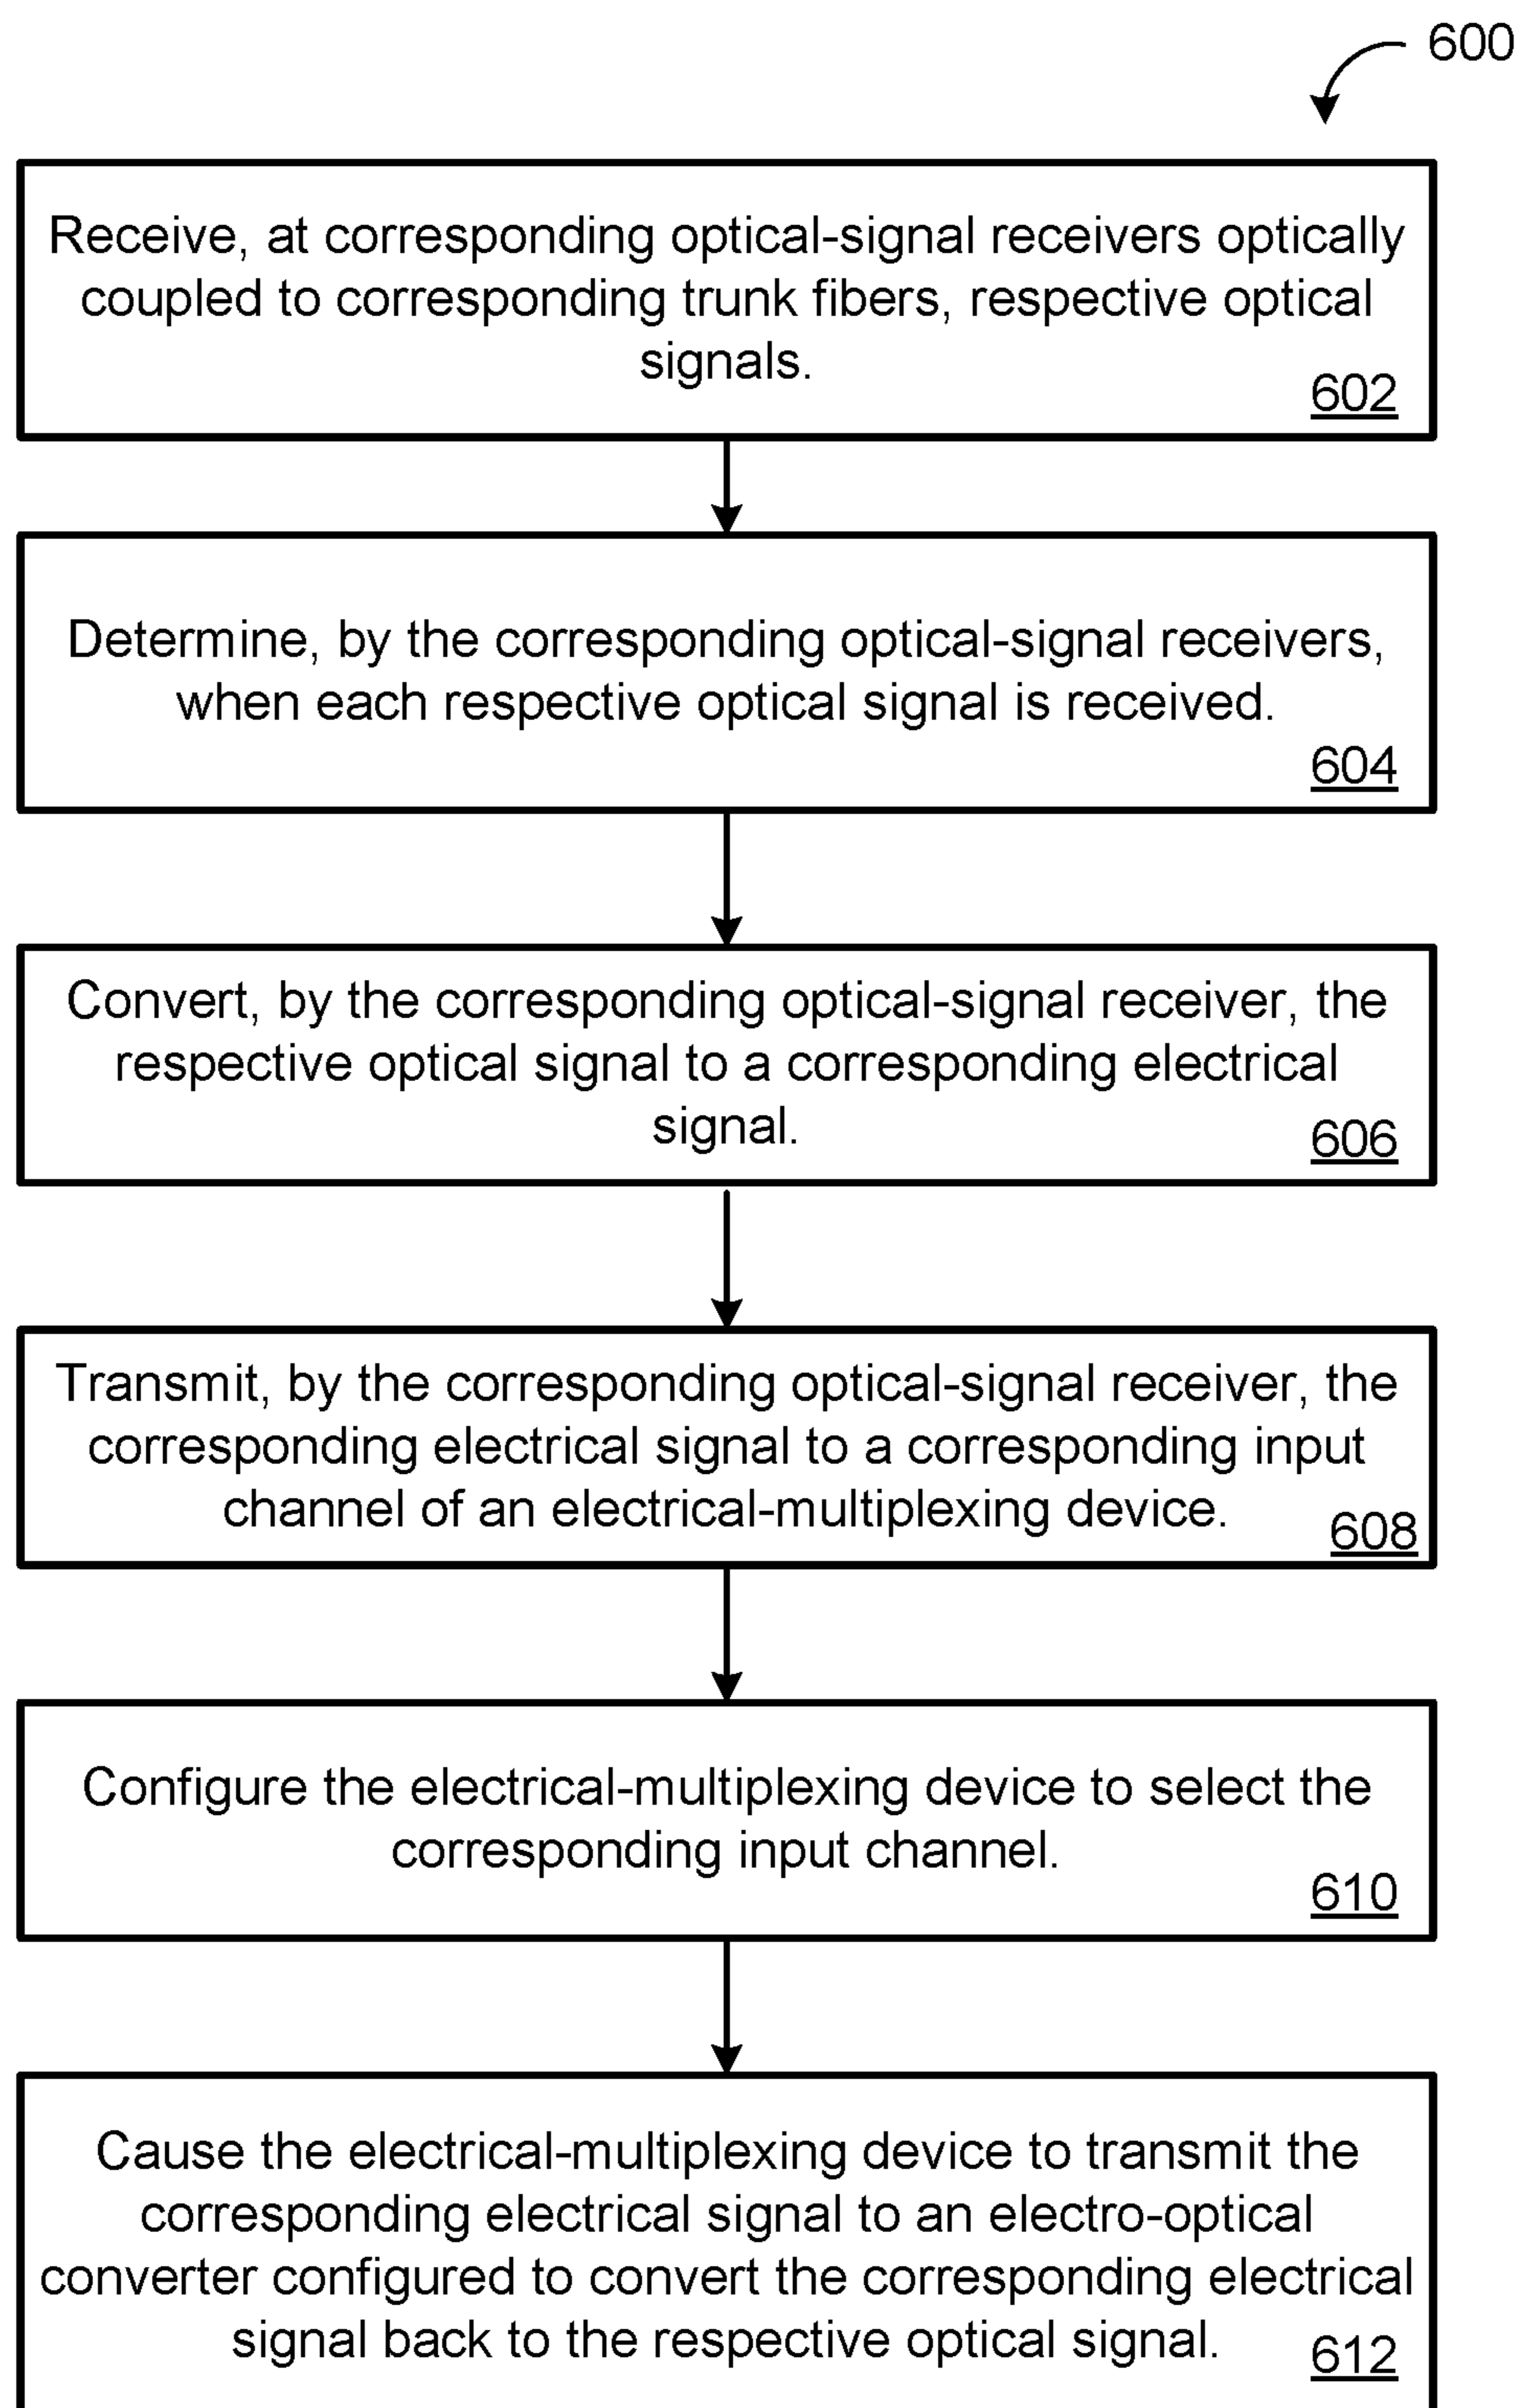 600
Receive, at corresponding optical-signal receivers optically
coupled to corresponding trunk fibers, respective optical
signals.
602
Determine, by the corresponding optical-signal receivers,
when each respective optical signal is received.
604
Convert, by the corresponding optical-signal receiver, the
respective optical signal to a corresponding electrical
signal.
606
Transmit, by the corresponding optical-signal receiver, the
corresponding electrical signal to a corresponding input
channel of an electrical-multiplexing device.
608
Configure the electrical-multiplexing device to select the
corresponding input channel.
610
Cause the electrical-multiplexing device to transmit the
corresponding electrical signal to an electro-optical
converter configured to convert the corresponding electrical
signal back to the respective optical signal.
612